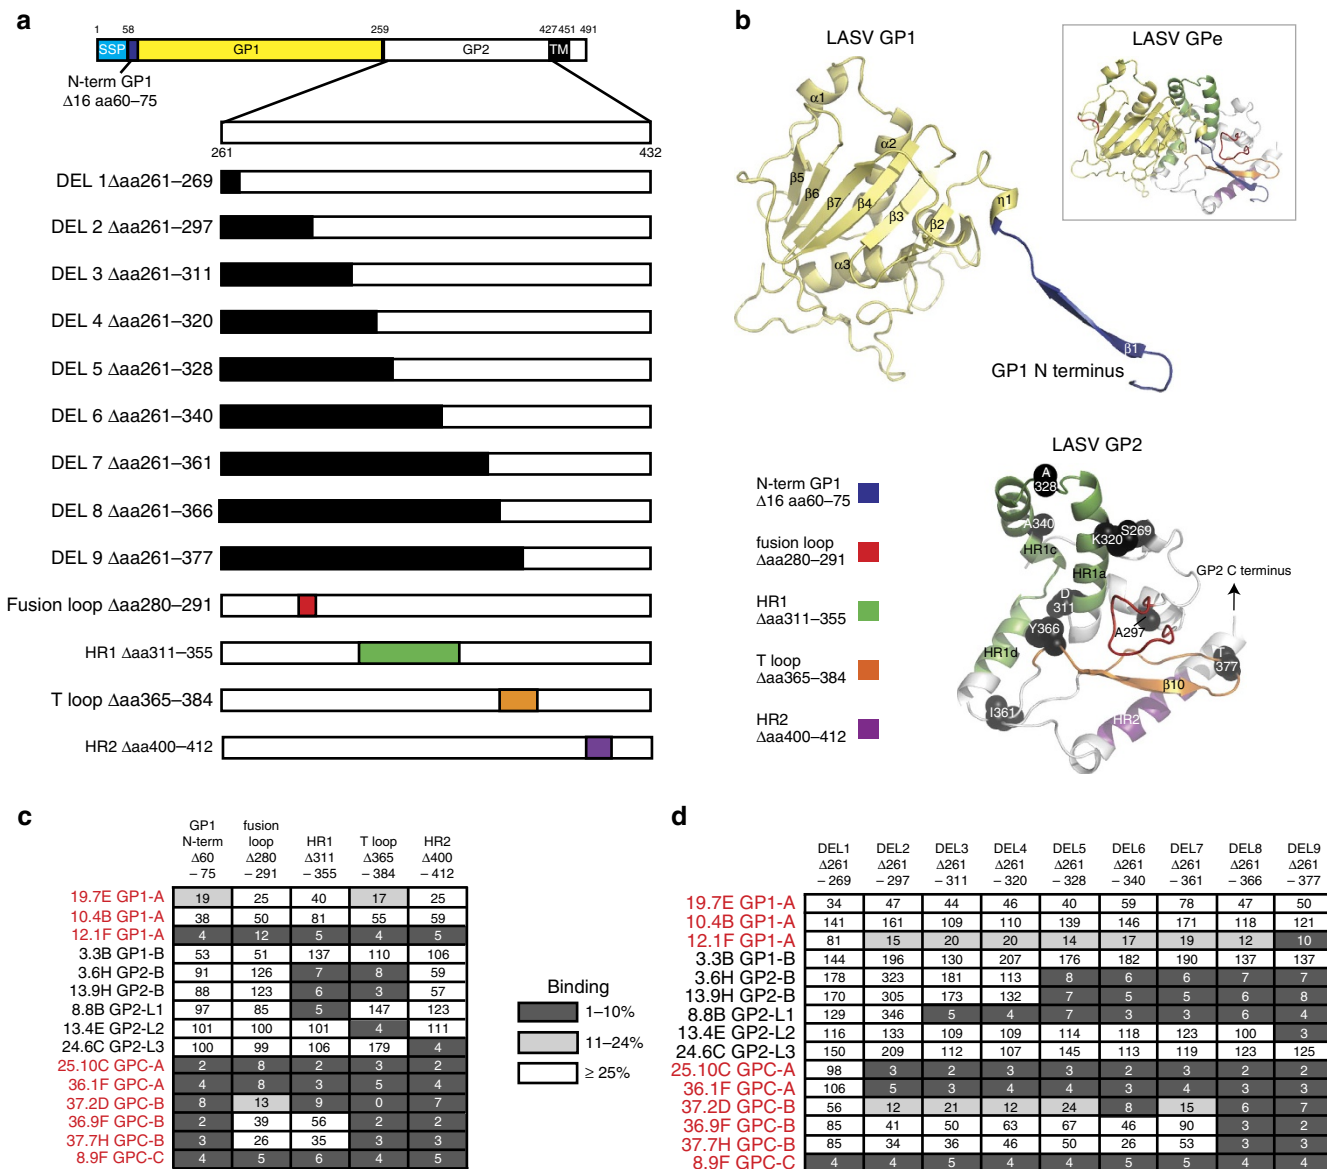 a
1 58 259 427 451 491
SSP GP1 GP2 TM
N-term GP1
Δ16 aa60–75
261 432
DEL 1Δaa261–269
DEL 2 Δaa261–297
DEL 3 Δaa261–311
DEL 4 Δaa261–320
DEL 5 Δaa261–328
DEL 6 Δaa261–340
DEL 7 Δaa261–361
DEL 8 Δaa261–366
DEL 9 Δaa261–377
Fusion loop Δaa280–291
HR1 Δaa311–355
T loop Δaa365–384
HR2 Δaa400–412
b
LASV GP1
α1
α2
β5
β6
β7
β4
β3
β2
η1
α3
β1
GP1 N terminus
LASV GPe
LASV GP2
N-term GP1
Δ16 aa60–75
fusion loop
Δaa280–291
HR1
Δaa311–355
T loop
Δaa365–384
HR2
Δaa400–412
A
328
A340
S269
K320
HR1c
HR1a
GP2 C terminus
D
311
Y366
A297
HR1d
T
377
β10
I361
HR2
c
GP1
N-term
Δ60
– 75
fusion
loop
Δ280
– 291
HR1
Δ311
– 355
T loop
Δ365
– 384
HR2
Δ400
– 412
19.7E GP1-A 19 25 40 17 25
10.4B GP1-A 38 50 81 55 59
12.1F GP1-A 4 12 5 4 5
3.3B GP1-B 53 51 137 110 106
3.6H GP2-B 91 126 7 8 59
13.9H GP2-B 88 123 6 3 57
8.8B GP2-L1 97 85 5 147 123
13.4E GP2-L2 101 100 101 4 111
24.6C GP2-L3 100 99 106 179 4
25.10C GPC-A 2 8 2 3 2
36.1F GPC-A 4 8 3 5 4
37.2D GPC-B 8 13 9 0 7
36.9F GPC-B 2 39 56 2 2
37.7H GPC-B 3 26 35 3 3
8.9F GPC-C 4 5 6 4 5
Binding
1–10%
11–24%
≥ 25%
d
DEL1
Δ261
– 269
DEL2
Δ261
– 297
DEL3
Δ261
– 311
DEL4
Δ261
– 320
DEL5
Δ261
– 328
DEL6
Δ261
– 340
DEL7
Δ261
– 361
DEL8
Δ261
– 366
DEL9
Δ261
– 377
19.7E GP1-A 34 47 44 46 40 59 78 47 50
10.4B GP1-A 141 161 109 110 139 146 171 118 121
12.1F GP1-A 81 15 20 20 14 17 19 12 10
3.3B GP1-B 144 196 130 207 176 182 190 137 137
3.6H GP2-B 178 323 181 113 8 6 6 7 7
13.9H GP2-B 170 305 173 132 7 5 5 6 8
8.8B GP2-L1 129 346 5 4 7 3 3 6 4
13.4E GP2-L2 116 133 109 109 114 118 123 100 3
24.6C GP2-L3 150 209 112 107 145 113 119 123 125
25.10C GPC-A 98 3 2 3 2 3 2 2 2
36.1F GPC-A 106 5 3 4 4 3 4 3 3
37.2D GPC-B 56 12 21 12 24 8 15 6 7
36.9F GPC-B 85 41 50 63 67 46 90 3 2
37.7H GPC-B 85 34 36 46 50 26 53 3 3
8.9F GPC-C 4 4 5 4 4 5 5 4 4